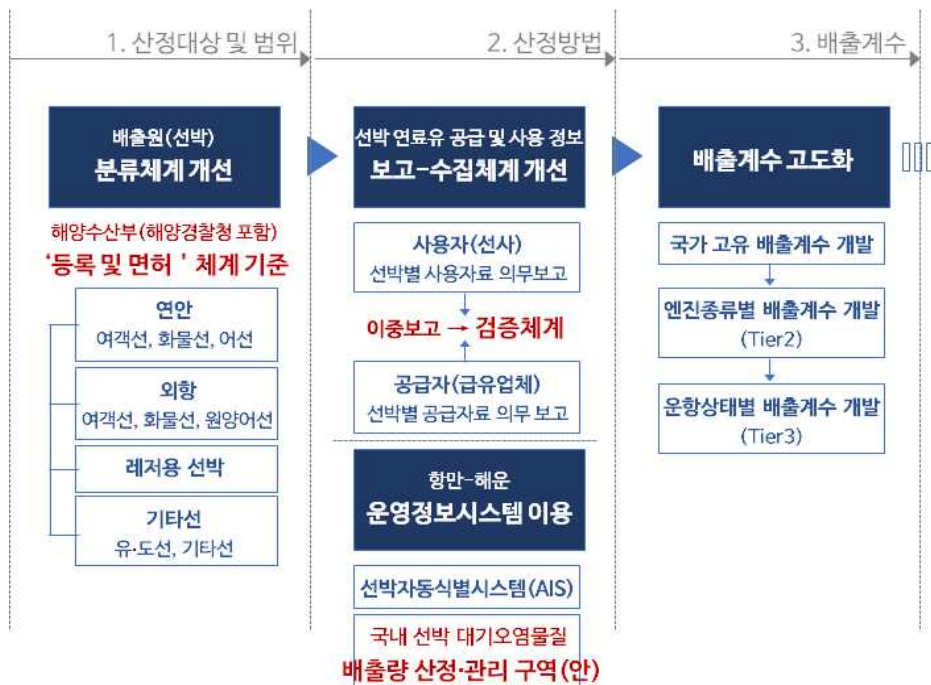 1. 산정대상 및 범위
2. 산정방법
3. 배출계수
배출원(선박)
분류체계 개선
해양수산부(해양경찰청 포함)
‘등록 및 면허 ’ 체계 기준
연안
여객선, 화물선, 어선
외항
여객선, 화물선, 원양어선
레저용 선박
기타선
유·도선, 기타선
선박 연료유 공급 및 사용 정보
보고-수집체계 개선
사용자(선사)
선박별 사용자료 의무보고
이중보고 → 검증체계
공급자(급유업체)
선박별 공급자료 의무 보고
항만-해운
운영정보시스템 이용
선박자동식별시스템(AIS)
국내 선박 대기오염물질
배출량 산정·관리 구역(안)
배출계수 고도화
국가 고유 배출계수 개발
엔진종류별 배출계수 개발
(Tier2)
운항상태별 배출계수 개발
(Tier3)